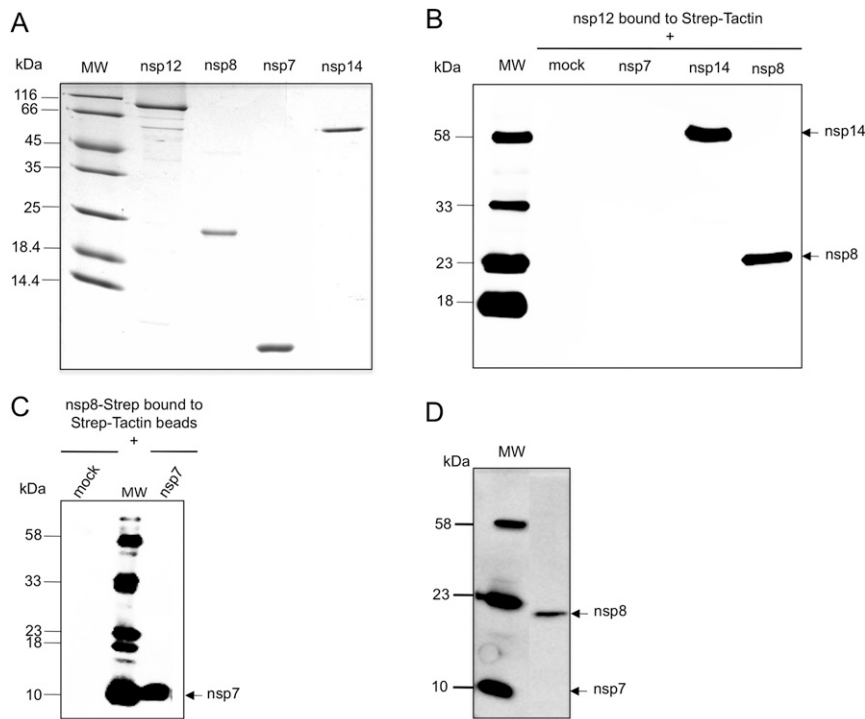 A
kDa
MW nsp12 nsp8 nsp7 nsp14
116
66
45
35
25
18.4
14.4
B
nsp12 bound to Strep-Tactin
+
kDa
MW mock nsp7 nsp14 nsp8
58
33
23
18
nsp14
nsp8
C
nsp8-Strep bound to
Strep-Tactin beads
+
kDa
mock MW nsp7
58
33
23
18
10
nsp7
D
MW
kDa
58
23
10
nsp8
nsp7